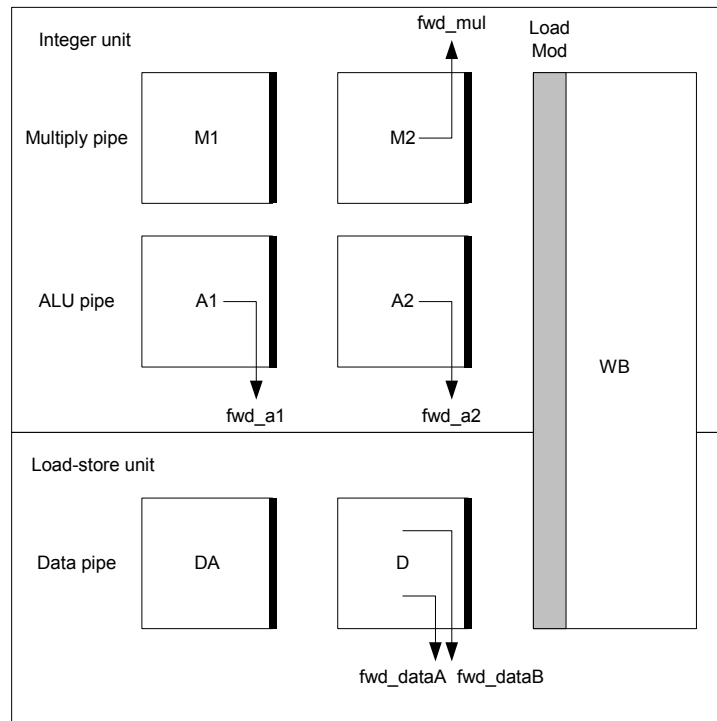 Integer unit
fwd_mul
Load
Mod
Multiply pipe
M1
M2
ALU pipe
A1
A2
WB
fwd_a1
fwd_a2
Load-store unit
Data pipe
DA
D
fwd_dataA
fwd_dataB